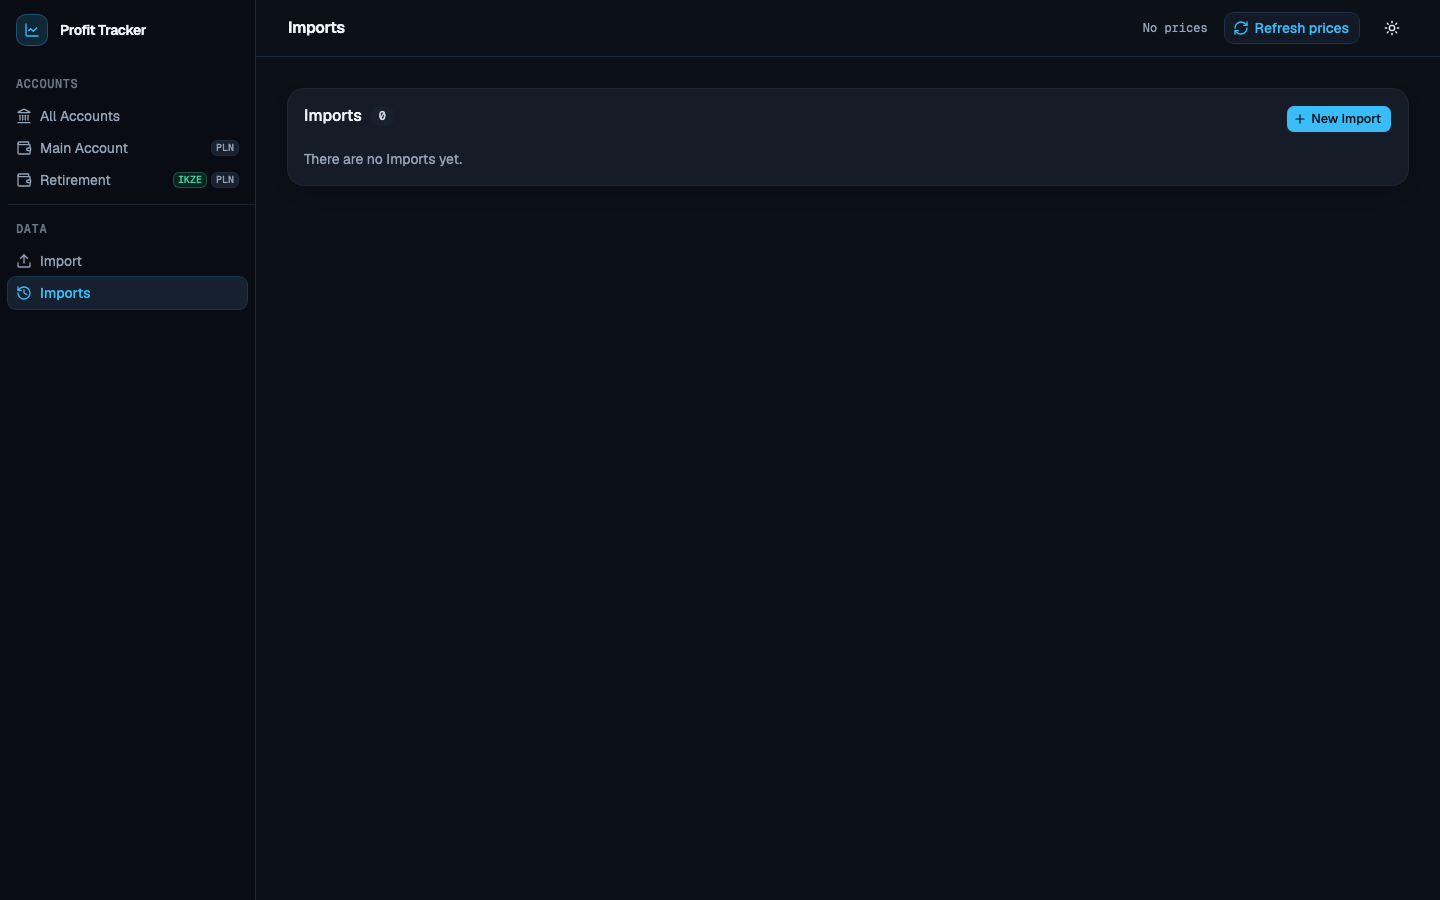 Profit Tracker
ACCOUNTS
All Accounts
Main Account PLN
Retirement IKZE PLN
DATA
Import
Imports
Imports
No prices
Refresh prices
Imports 0
New Import
There are no Imports yet.